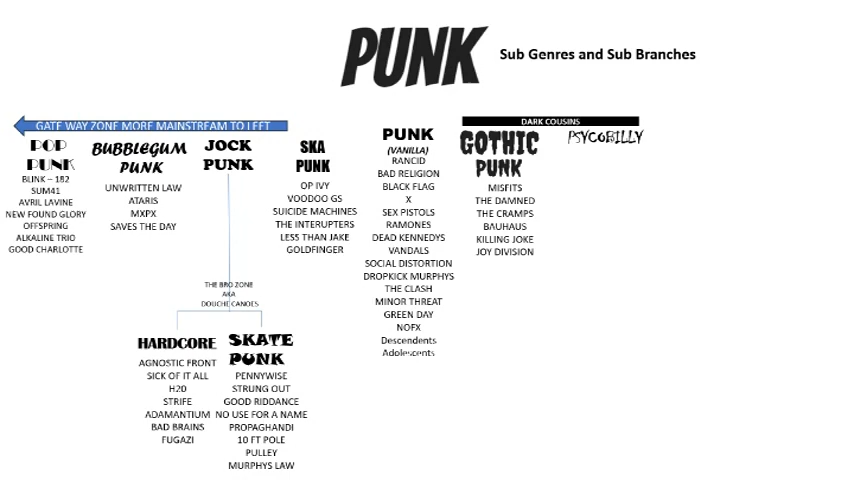 PUNK
Sub Genres and Sub Branches
GATE WAY ZONE MORE MAINSTREAM TO LEFT
DARK COUSINS
POP
PUNK
BLINK – 182
SUM41
AVRIL LAVINE
NEW FOUND GLORY
OFFSPRING
ALKALINE TRIO
GOOD CHARLOTTE
BUBBLEGUM
PUNK
UNWRITTEN LAW
ATARIS
MXPX
SAVES THE DAY
JOCK
PUNK
THE BRO ZONE
AKA
DOUCHE CANOES
HARDCORE
AGNOSTIC FRONT
SICK OF IT ALL
H20
STRIFE
ADAMANTIUM
BAD BRAINS
FUGAZI
SKATE
PUNK
PENNYWISE
STRUNG OUT
GOOD RIDDANCE
NO USE FOR A NAME
PROPAGHANDI
10 FT POLE
PULLEY
MURPHYS LAW
SKA
PUNK
OP IVY
VOODOO GS
SUICIDE MACHINES
THE INTERUPTERS
LESS THAN JAKE
GOLDFINGER
PUNK
(VANILLA)
RANCID
BAD RELIGION
BLACK FLAG
X
SEX PISTOLS
RAMONES
DEAD KENNEDYS
VANDALS
SOCIAL DISTORTION
DROPKICK MURPHYS
THE CLASH
MINOR THREAT
GREEN DAY
NOFX
Descendents
Adolescents
GOTHIC
PUNK
MISFITS
THE DAMNED
THE CRAMPS
BAUHAUS
KILLING JOKE
JOY DIVISION
PSYCOBILLY